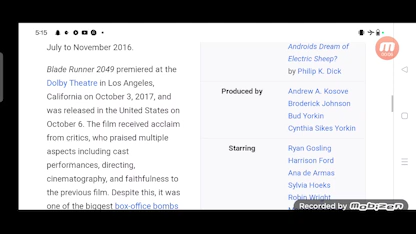 5:15
July to November 2016.
Blade Runner 2049 premiered at the
Dolby Theatre in Los Angeles,
California on October 3, 2017, and
was released in the United States on
October 6. The film received acclaim
from critics, who praised multiple
aspects including cast
performances, directing,
cinematography, and faithfulness to
the previous film. Despite this, it was
one of the biggest box-office bombs
Androids Dream of
Electric Sheep?
by Philip K. Dick
Produced by
Andrew A. Kosove
Broderick Johnson
Bud Yorkin
Cynthia Sikes Yorkin
Starring
Ryan Gosling
Harrison Ford
Ana de Armas
Sylvia Hoeks
Robin Wright
Recorded by Mobizen